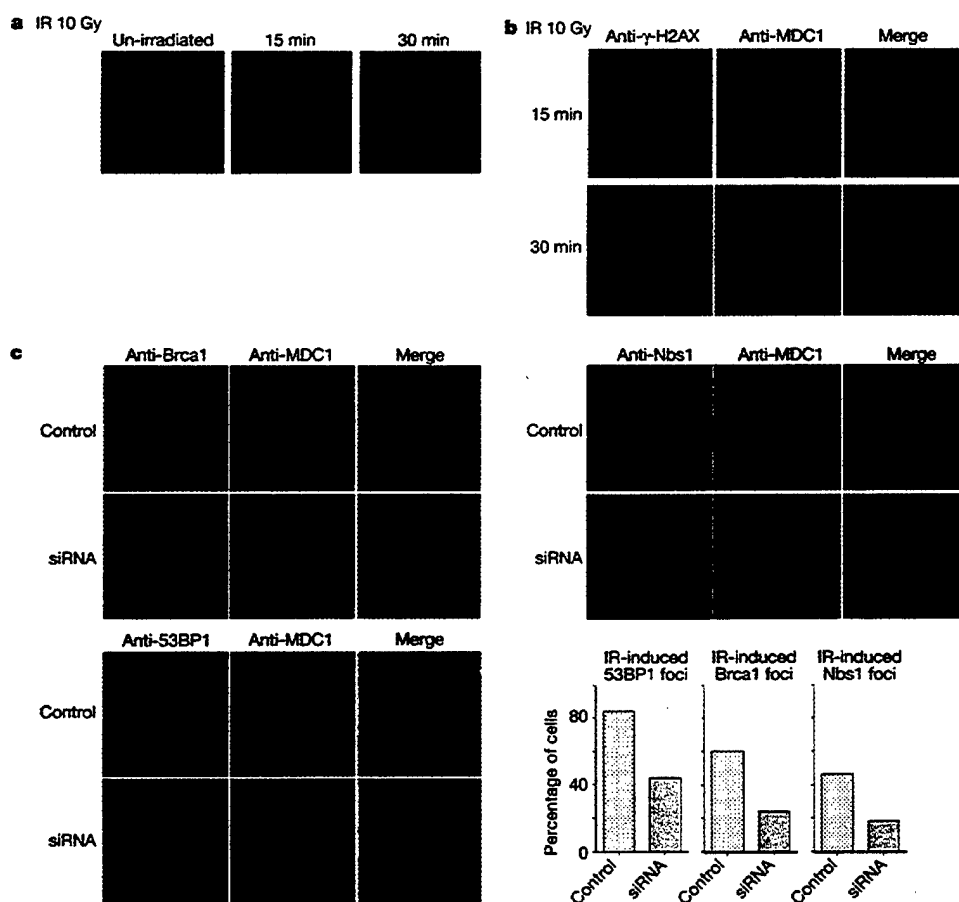 a IR 10 Gy
Un-irradiated 15 min 30 min
b IR 10 Gy
Anti-γ-H2AX Anti-MDC1 Merge
15 min
30 min
c
Anti-Brca1 Anti-MDC1 Merge
Control
siRNA
Anti-Nbs1 Anti-MDC1 Merge
Control
siRNA
Anti-53BP1 Anti-MDC1 Merge
Control
siRNA
IR-induced 53BP1 foci
IR-induced Brca1 foci
IR-induced Nbs1 foci
Percentage of cells
80
40
0
Control siRNA Control siRNA Control siRNA